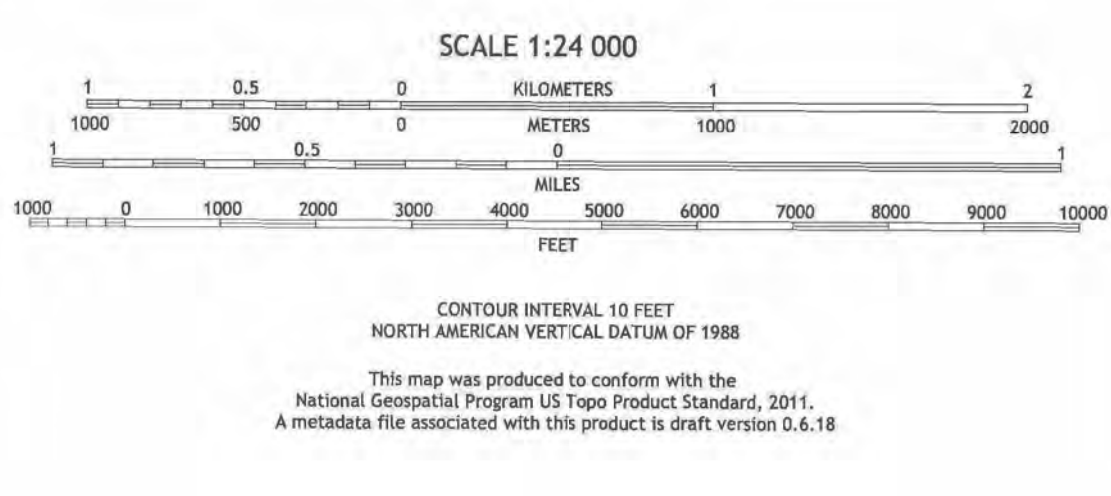 SCALE 1:24 000
1 0.5 0 KILOMETERS 1 2
1000 500 0 METERS 1000 2000
1 0.5 0 1
MILES
1000 0 1000 2000 3000 4000 5000 6000 7000 8000 9000 10000
FEET
CONTOUR INTERVAL 10 FEET
NORTH AMERICAN VERTICAL DATUM OF 1988
This map was produced to conform with the
National Geospatial Program US Topo Product Standard, 2011.
A metadata file associated with this product is draft version 0.6.18